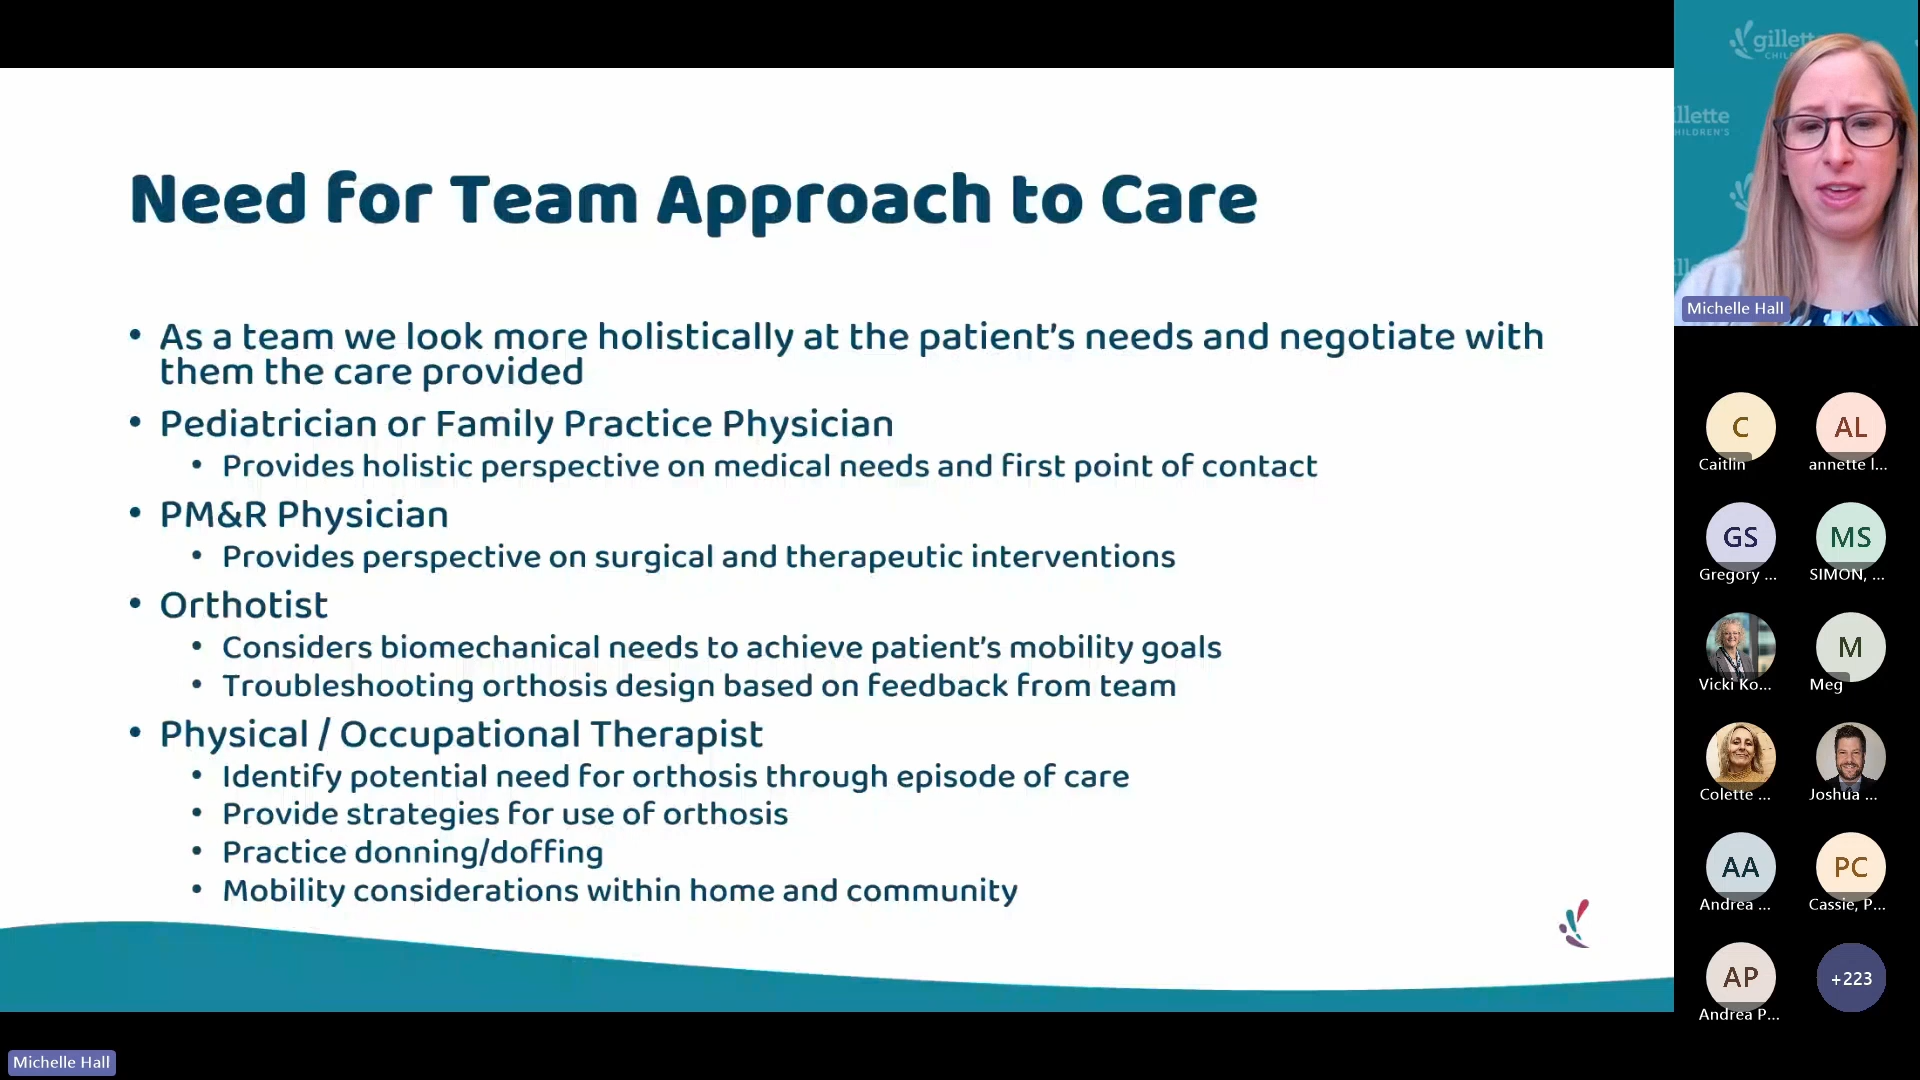 Need for Team Approach to Care
• As a team we look more holistically at the patient's needs and negotiate with
them the care provided
• Pediatrician or Family Practice Physician
• Provides holistic perspective on medical needs and first point of contact
• PM&R Physician
• Provides perspective on surgical and therapeutic interventions
• Orthotist
• Considers biomechanical needs to achieve patient's mobility goals
• Troubleshooting orthosis design based on feedback from team
• Physical / Occupational Therapist
• Identify potential need for orthosis through episode of care
• Provide strategies for use of orthosis
• Practice donning/doffing
• Mobility considerations within home and community
Michelle Hall
gillett
CHIL
illette
HILDREN'S
ille
Michelle Hall
C
Caitlin
AL
annette l...
GS
Gregory ...
MS
SIMON, ...
Vicki Ko...
M
Meg
Colette ...
Joshua ...
AA
Andrea ...
PC
Cassie, P...
AP
Andrea P...
+223